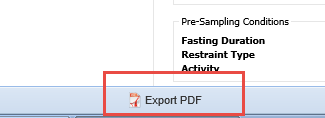 Pre-Sampling Conditions
Fasting Duration
Restraint Type
Activity
Export PDF